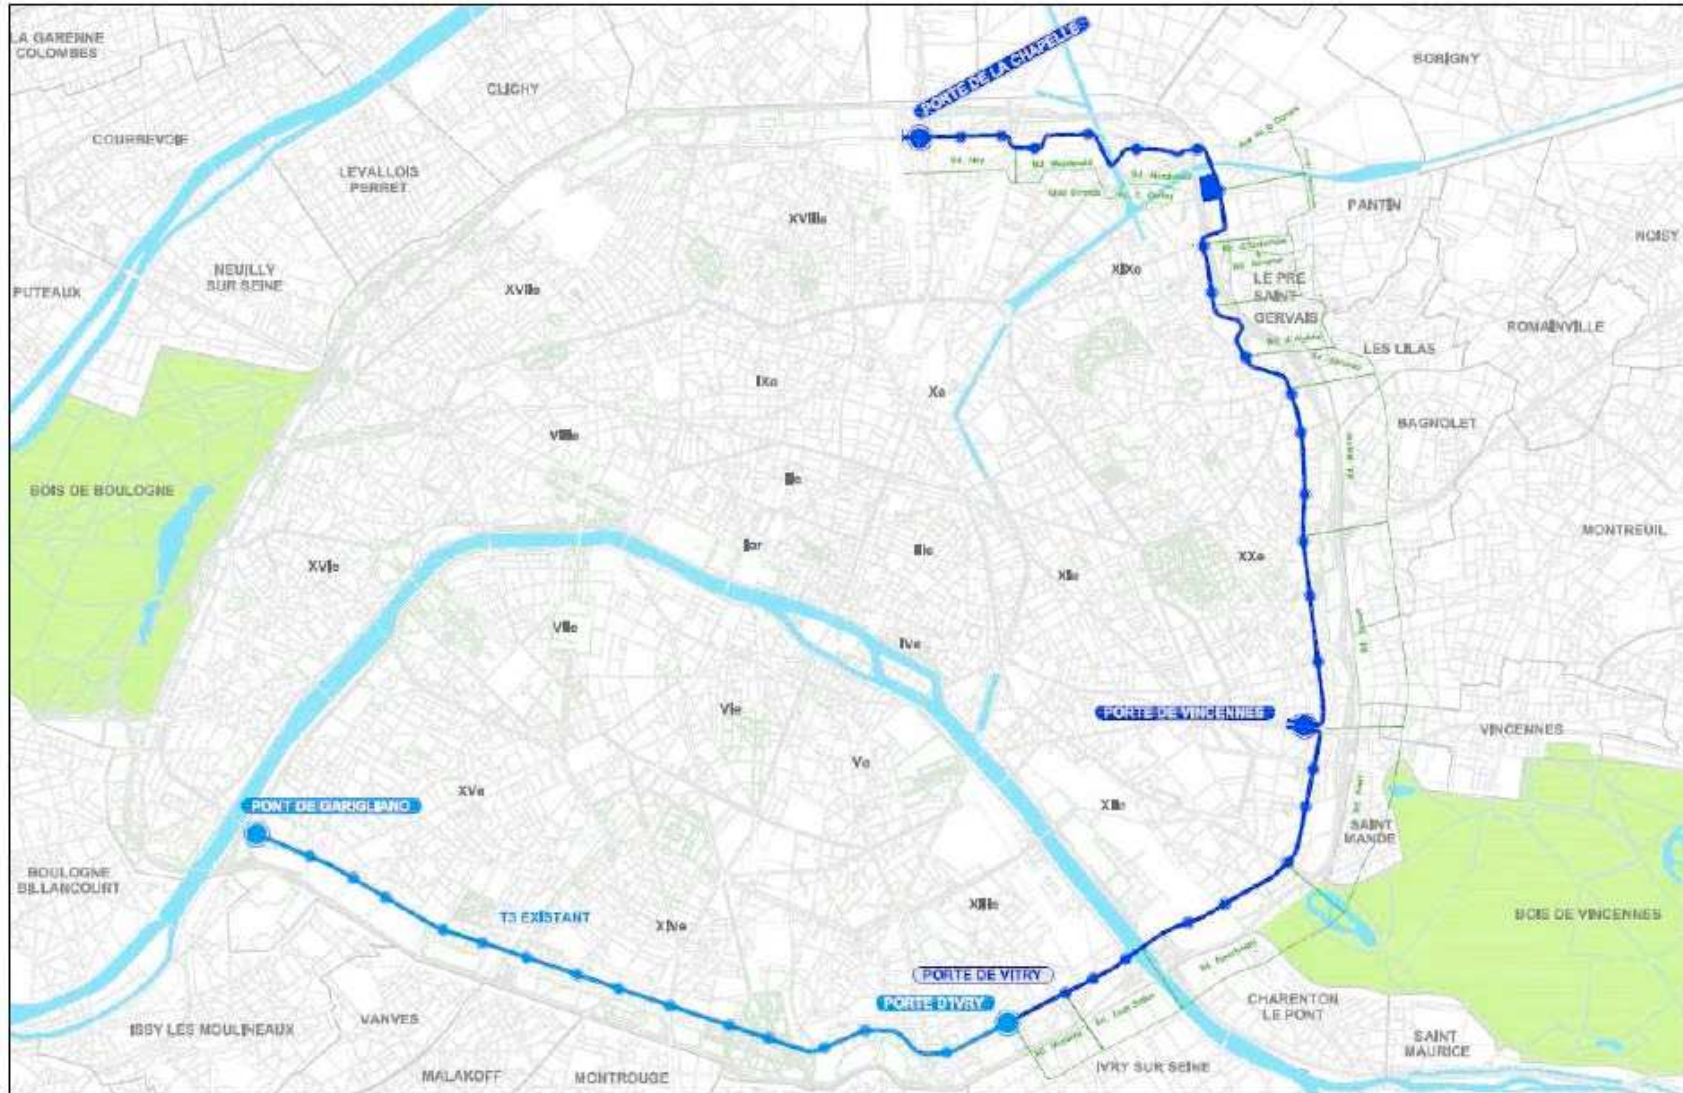 LA GARENNE
COLOMBES
PORTE DE LA CHAPELLE
BOBIGNY
CLICHY
COURBEVOIE
LEVALLOIS
PERRET
Bd. Ney
Bd. Macdonald
XVIIIe
PANTIN
NOISY
NEUILLY
SUR SEINE
PUTEAUX
XVIIe
XIXe
LE PRE
SAINT
GERVAIS
ROMAINVILLE
LES LILAS
IXe
Xe
BAGNOLET
VIIIe
IIe
BOIS DE BOULOGNE
MONTREUIL
Ier
IIIe
XVIe
XIe
XXe
VIIe
IVe
VIe
PORTE DE VINCENNES
VINCENNES
Ve
XVe
PONT DE GARIGLIANO
XIIe
SAINT
MANDE
BOULOGNE
BILLANCOURT
T3 EXISTANT
XIVe
XIIIe
BOIS DE VINCENNES
PORTE DE VITRY
PORTE D'IVRY
CHARENTON
LE PONT
ISSY LES MOULINEAUX
VANVES
SAINT
MAURICE
IVRY SUR SEINE
MALAKOFF
MONTROUGE